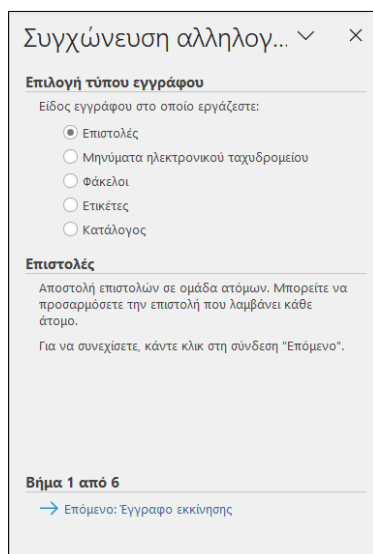 Συγχώνευση αλληλογ...
Επιλογή τύπου εγγράφου
Είδος εγγράφου στο οποίο εργάζεστε:
Επιστολές
Μηνύματα ηλεκτρονικού ταχυδρομείου
Φάκελοι
Ετικέτες
Κατάλογος
Επιστολές
Αποστολή επιστολών σε ομάδα ατόμων. Μπορείτε να
προσαρμόσετε την επιστολή που λαμβάνει κάθε
άτομο.
Για να συνεχίσετε, κάντε κλικ στη σύνδεση "Επόμενο".
Βήμα 1 από 6
Επόμενο: Έγγραφο εκκίνησης